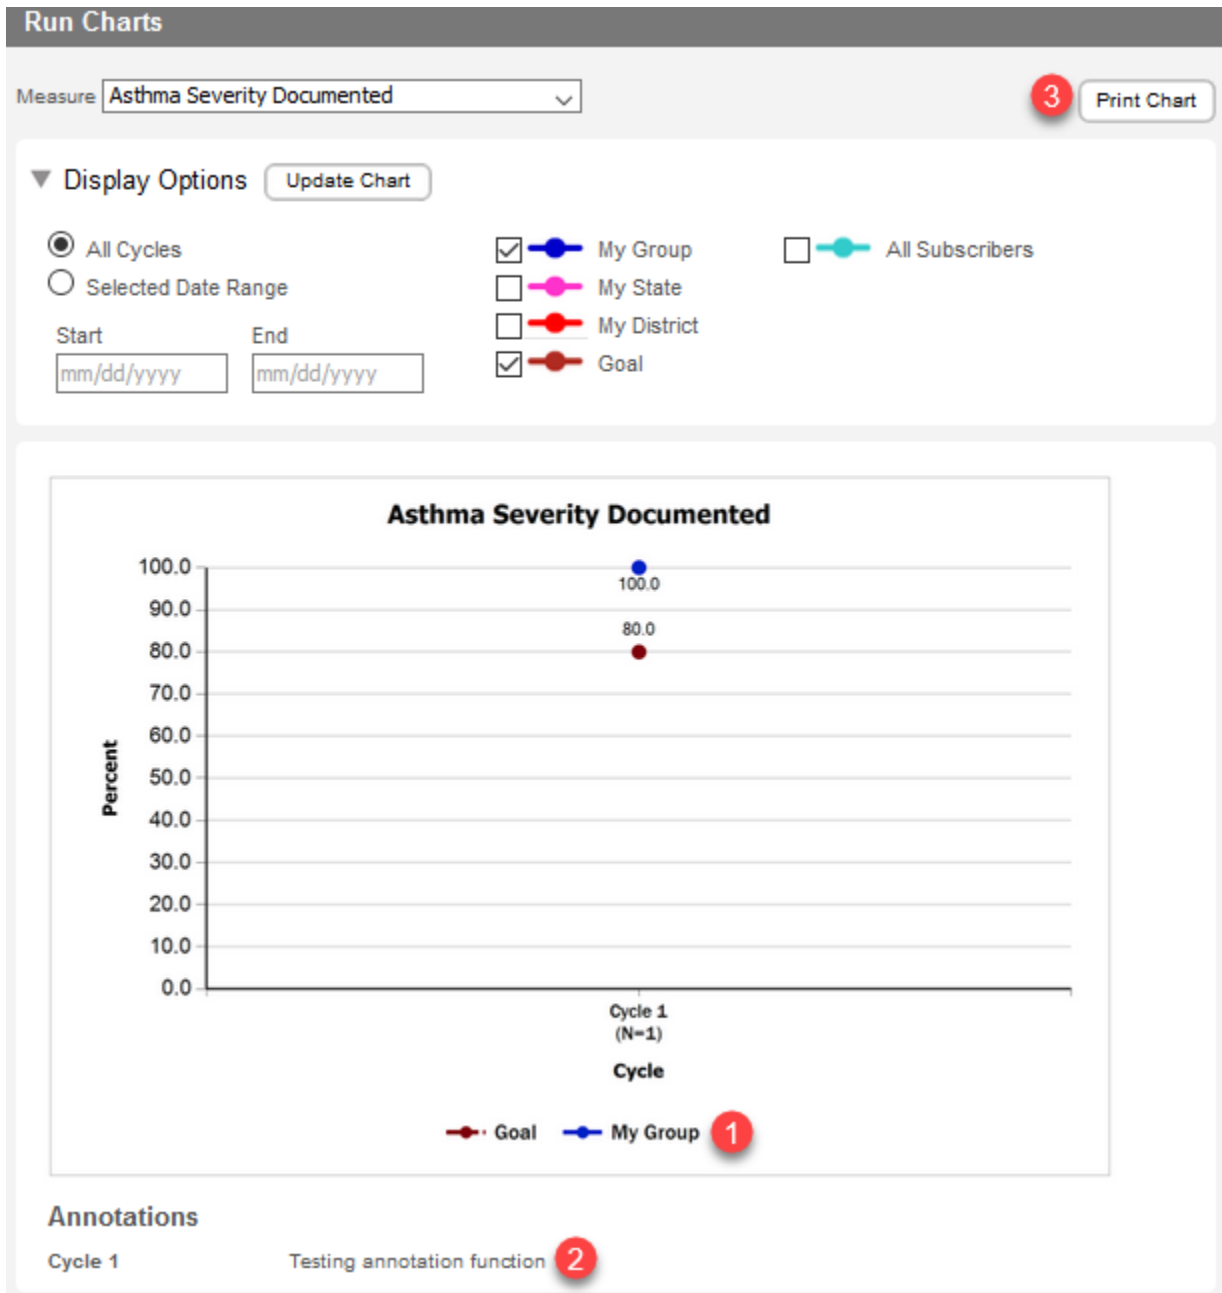 Run Charts
Measure Asthma Severity Documented
3 Print Chart
Display Options Update Chart
All Cycles
Selected Date Range
Start End
mm/dd/yyyy mm/dd/yyyy
My Group All Subscribers
My State
My District
Goal
Asthma Severity Documented
100.0
100.0
90.0
80.0
80.0
70.0
60.0
50.0
40.0
30.0
20.0
10.0
0.0
Percent
Cycle 1
(N=1)
Cycle
Goal My Group 1
Annotations
Cycle 1 Testing annotation function 2